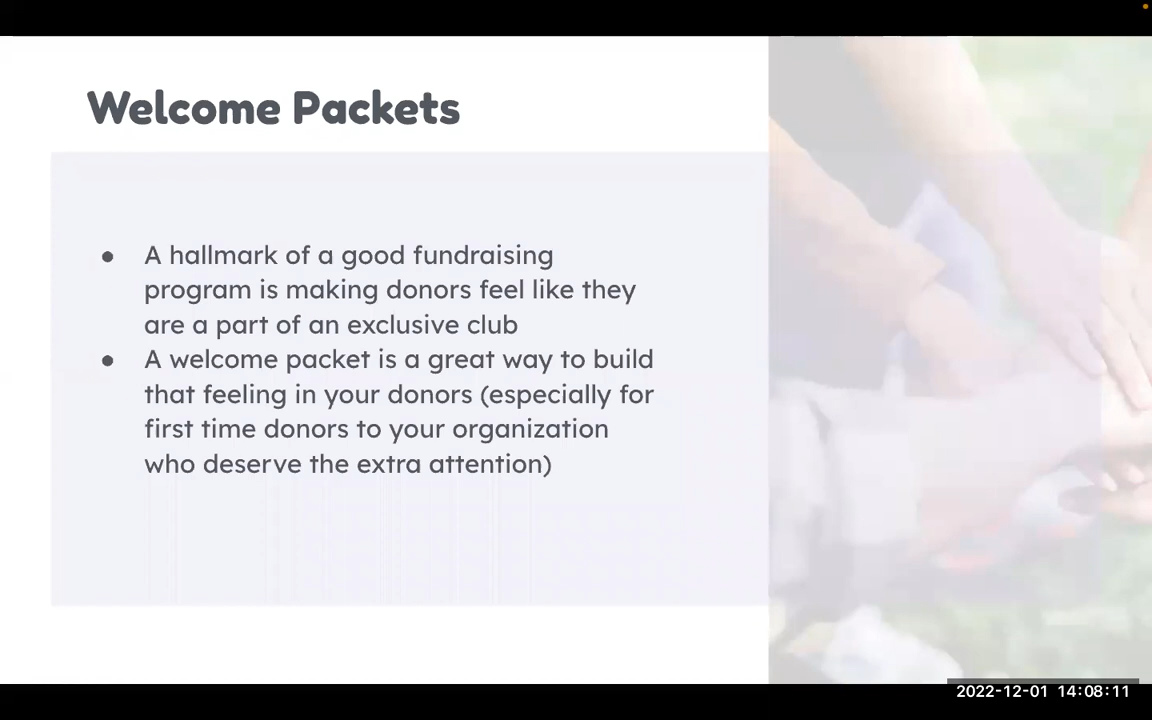 Welcome Packets
● A hallmark of a good fundraising
program is making donors feel like they
are a part of an exclusive club
● A welcome packet is a great way to build
that feeling in your donors (especially for
first time donors to your organization
who deserve the extra attention)
2022-12-01 14:08:11